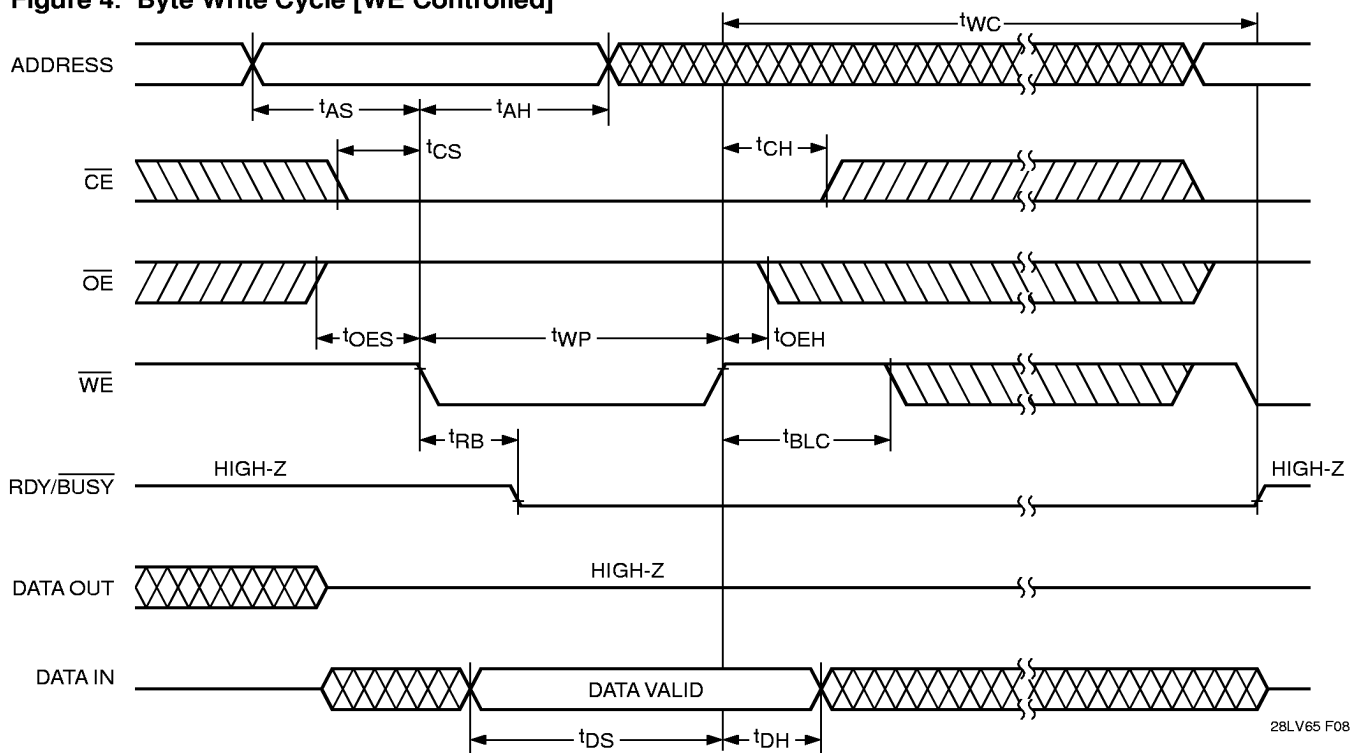 Figure 4. Byte Write Cycle [WE Controlled]
tWC
ADDRESS
tAS
tAH
tCS
tCH
CE
OE
tOES
tWP
tOEH
WE
tRB
tBLC
HIGH-Z
RDY/BUSY
HIGH-Z
HIGH-Z
DATA OUT
DATA IN
DATA VALID
28LV65 F08
tDS
tDH